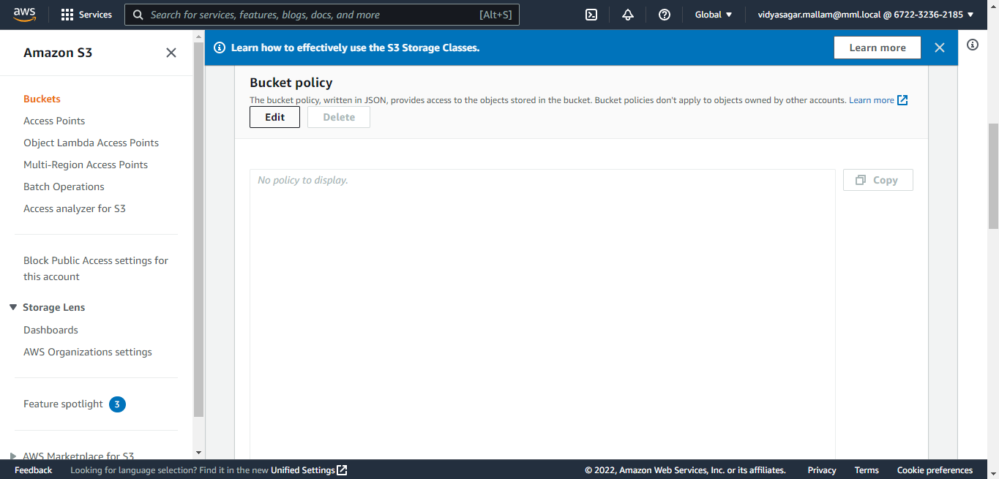 aws
Services
Search for services, features, blogs, docs, and more
[Alt+S]
Global
vidyasagar.mallam@mml.local @ 6722-3236-2185
Amazon S3
Buckets
Access Points
Object Lambda Access Points
Multi-Region Access Points
Batch Operations
Access analyzer for S3
Block Public Access settings for
this account
Storage Lens
Dashboards
AWS Organizations settings
Feature spotlight 3
AWS Marketplace for S3
Learn how to effectively use the S3 Storage Classes.
Learn more
Bucket policy
The bucket policy, written in JSON, provides access to the objects stored in the bucket. Bucket policies don't apply to objects owned by other accounts. Learn more
Edit
Delete
No policy to display.
Copy
Feedback
Looking for language selection? Find it in the new Unified Settings
© 2022, Amazon Web Services, Inc. or its affiliates.
Privacy
Terms
Cookie preferences